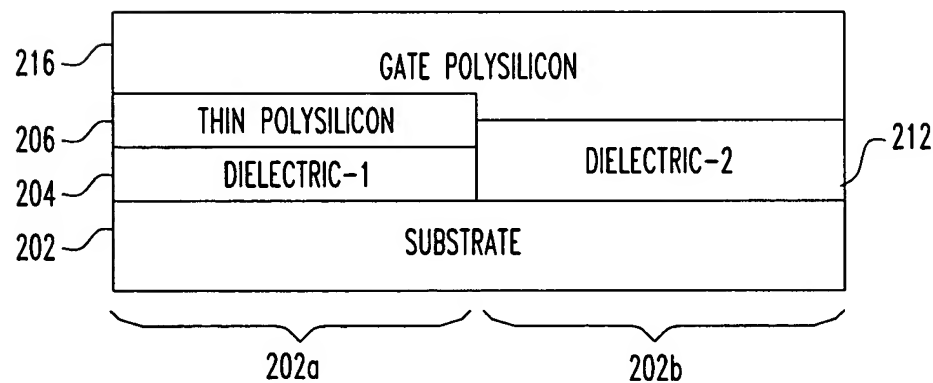 216
GATE POLYSILICON
206
THIN POLYSILICON
212
DIELECTRIC-2
204
DIELECTRIC-1
202
SUBSTRATE
202a
202b